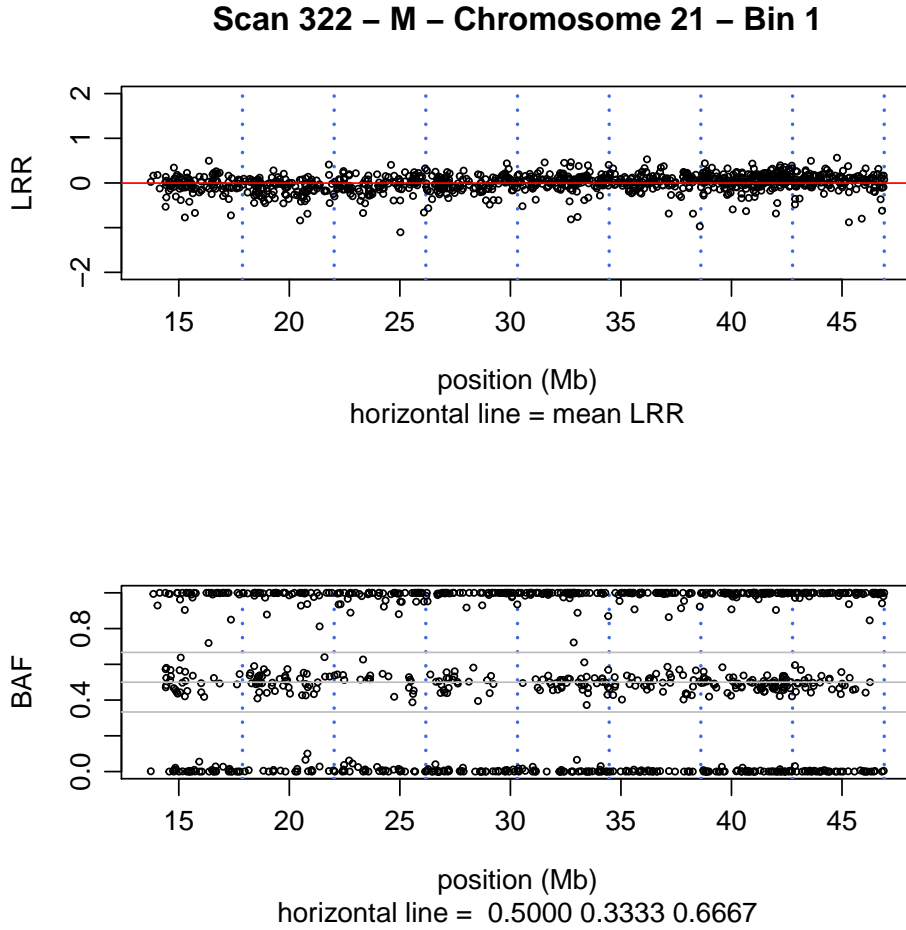 Scan 322 – M – Chromosome 21 – Bin 1
LRR
2
1
0
−2
15 20 25 30 35 40 45
position (Mb)
horizontal line = mean LRR
BAF
0.8
0.4
0.0
15 20 25 30 35 40 45
position (Mb)
horizontal line = 0.5000 0.3333 0.6667